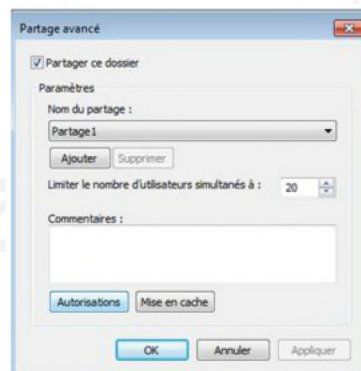 Partage avancé
Partager ce dossier
Paramètres
Nom du partage :
Partage1
Ajouter Supprimer
Limiter le nombre d'utilisateurs simultanés à : 20
Commentaires :
Autorisations Mise en cache
OK Annuler Appliquer